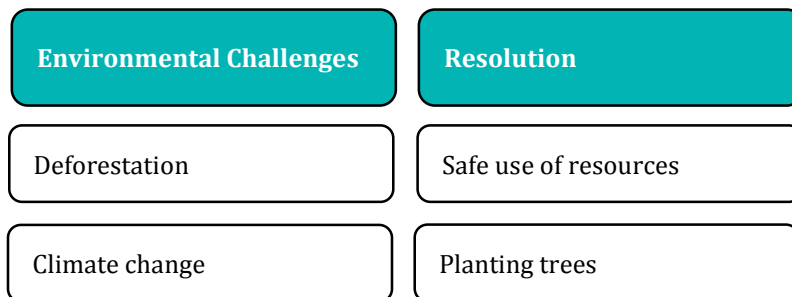 Environmental Challenges
Resolution
Deforestation
Safe use of resources
Climate change
Planting trees